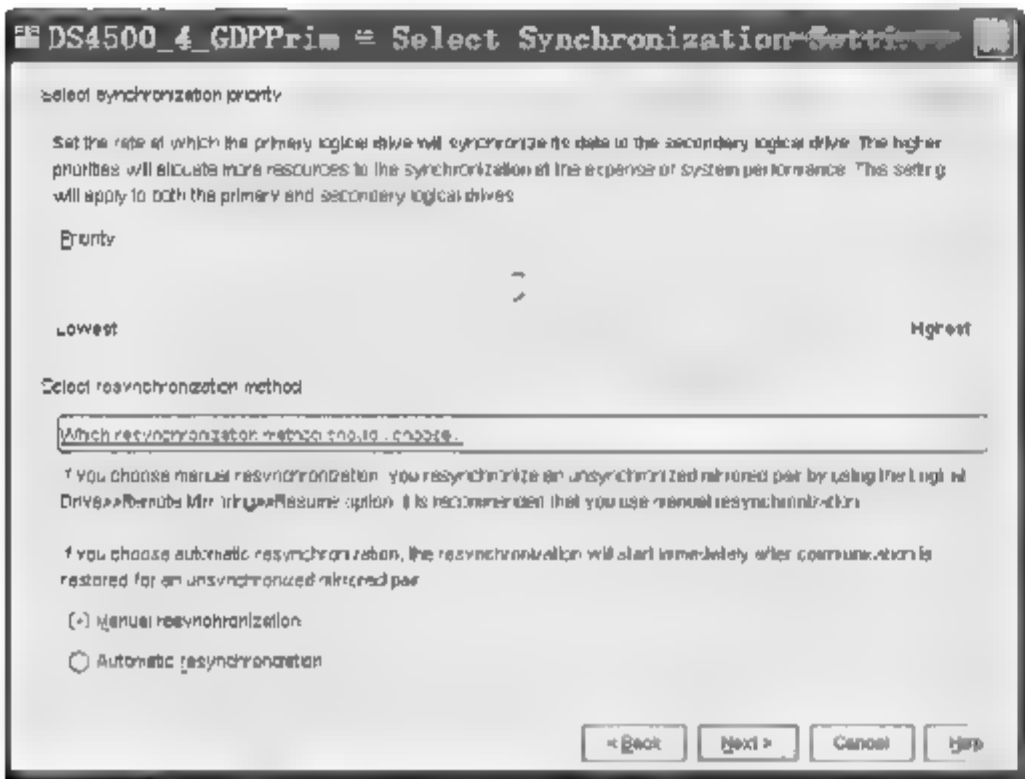 DS4500_4_GDPPrim - Select Synchronization Settings
Select synchronization priority
Set the rate at which the primary logical drive will synchronize its data to the secondary logical drive. The higher
priorities will allocate more resources to the synchronization at the expense of system performance. This setting
will apply to both the primary and secondary logical drives
Priority
Lowest
Highest
Select resynchronization method
Which resynchronization method should I choose
If you choose manual resynchronization, you resynchronize an unsynchronized mirrored pair by using the Logical
Drive>>Remote Mirroring>>Resume option. It is recommended that you use manual resynchronization
If you choose automatic resynchronization, the resynchronization will start immediately after communication is
restored for an unsynchronized mirrored pair
Manual resynchronization
Automatic resynchronization
< Back
Next >
Cancel
Help